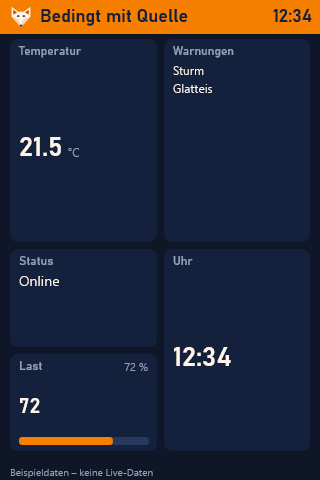 Bedingt mit Quelle 12:34
Temperatur
21.5 °C
Warnungen
Sturm
Glatteis
Status
Online
Uhr
12:34
Last 72 %
72
Beispieldaten – keine Live-Daten